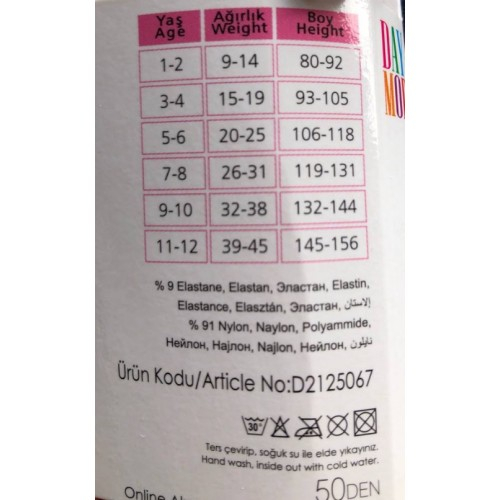 Yaş Age Ağırlık Weight Boy Height
1-2 9-14 80-92
3-4 15-19 93-105
5-6 20-25 106-118
7-8 26-31 119-131
9-10 32-38 132-144
11-12 39-45 145-156
% 9 Elastane, Elastan, Эластан, Elastin,
Elastance, Elasztán, Эластан, إلاستان
% 91 Nylon, Naylon, Polyammide,
Нейлон, Најлон, Najlon, Нейлон, نايلون
Ürün Kodu/Article No:D2125067
30°
Ters çevirip, soğuk su ile elde yıkayınız.
Hand wash, inside out with cold water.
50DEN
Online